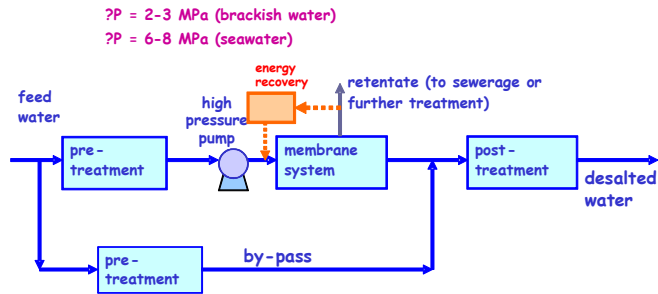 ?P = 2-3 MPa (brackish water)
?P = 6-8 MPa (seawater)
energy
recovery
retentate (to sewerage or
further treatment)
feed
water
high
pressure
pump
pre-
treatment
membrane
system
post-
treatment
desalted
water
by-pass
pre-
treatment